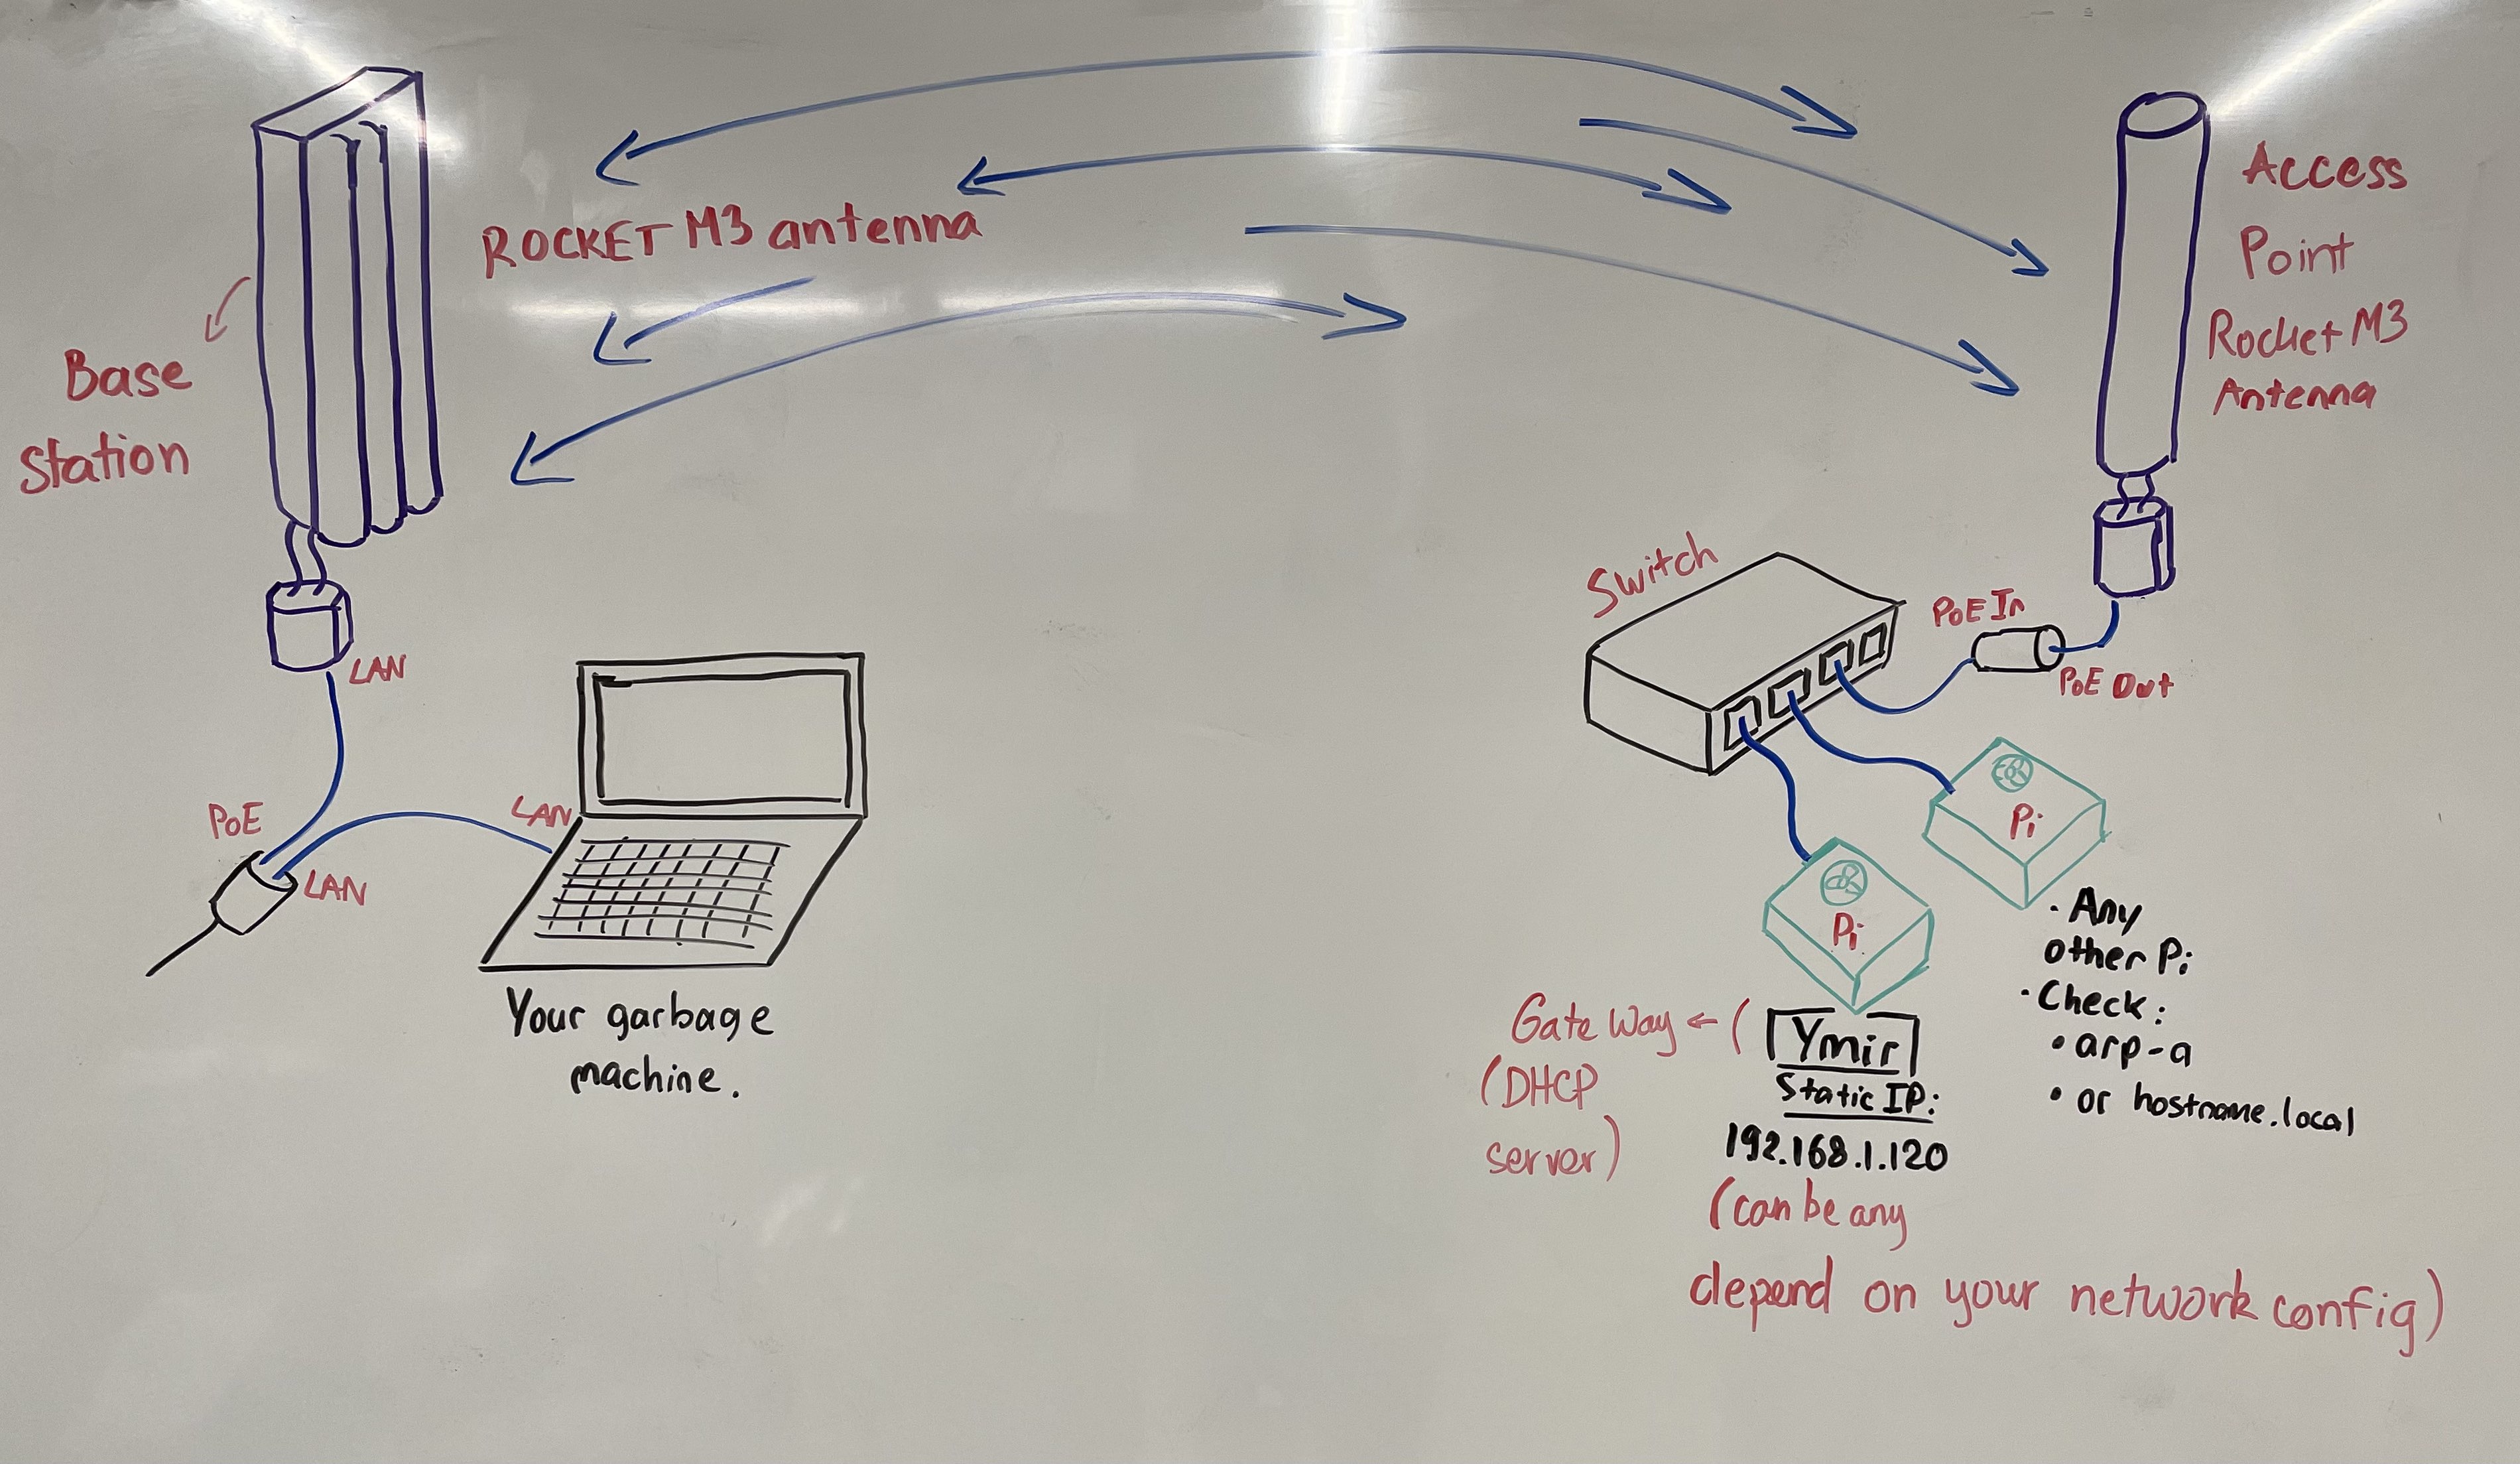 ROCKET M3 antenna
Base
Station
LAN
PoE
LAN
LAN
Your garbage
machine.
Access
Point
Rocket M3
Antenna
Switch
PoE In
PoE Out
Pi
Pi
• Any
other Pi
• Check:
• arp-a
• or hostname.local
Gate Way ← (
(DHCP
server)
Ymir
Static IP:
192.168.1.120
(can be any
depend on your network config)